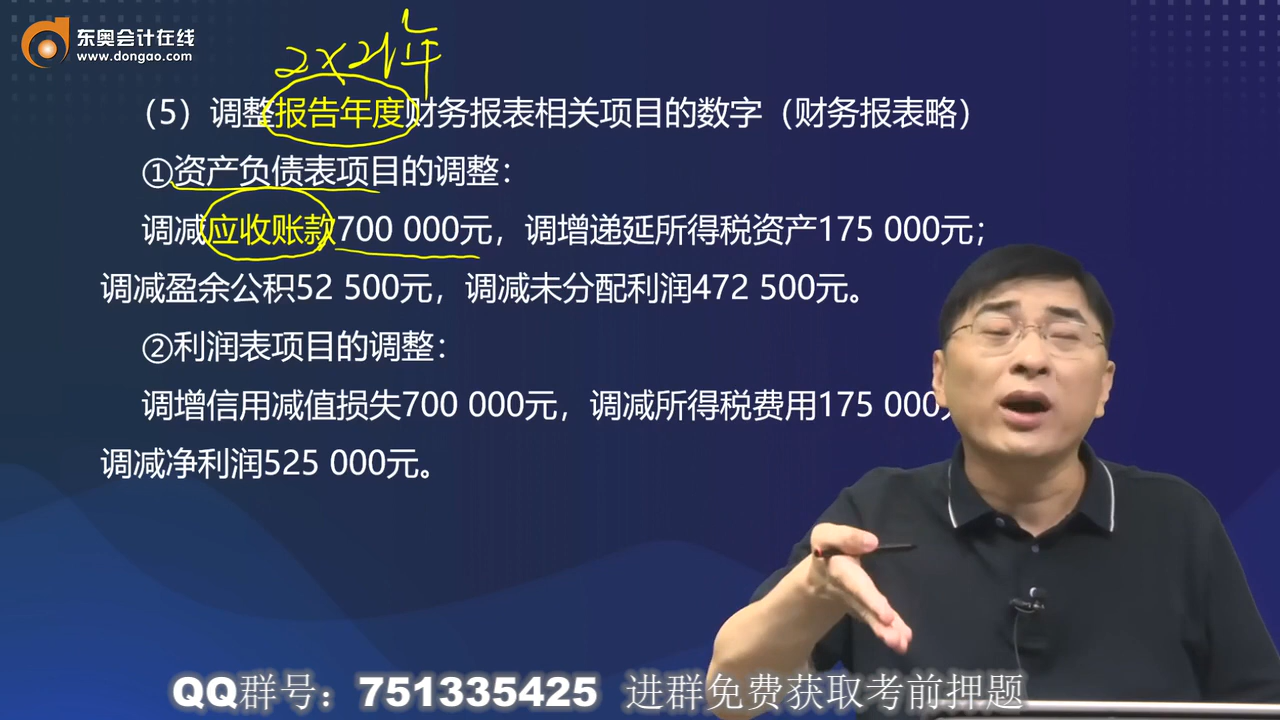 东奥会计在线
www.dongao.com
2×21年
（5）调整报告年度财务报表相关项目的数字（财务报表略）
①资产负债表项目的调整：
调减应收账款700 000元，调增递延所得税资产175 000元；
调减盈余公积52 500元，调减未分配利润472 500元。
②利润表项目的调整：
调增信用减值损失700 000元，调减所得税费用175 000
调减净利润525 000元。
QQ群号：751335425 进群免费获取考前押题